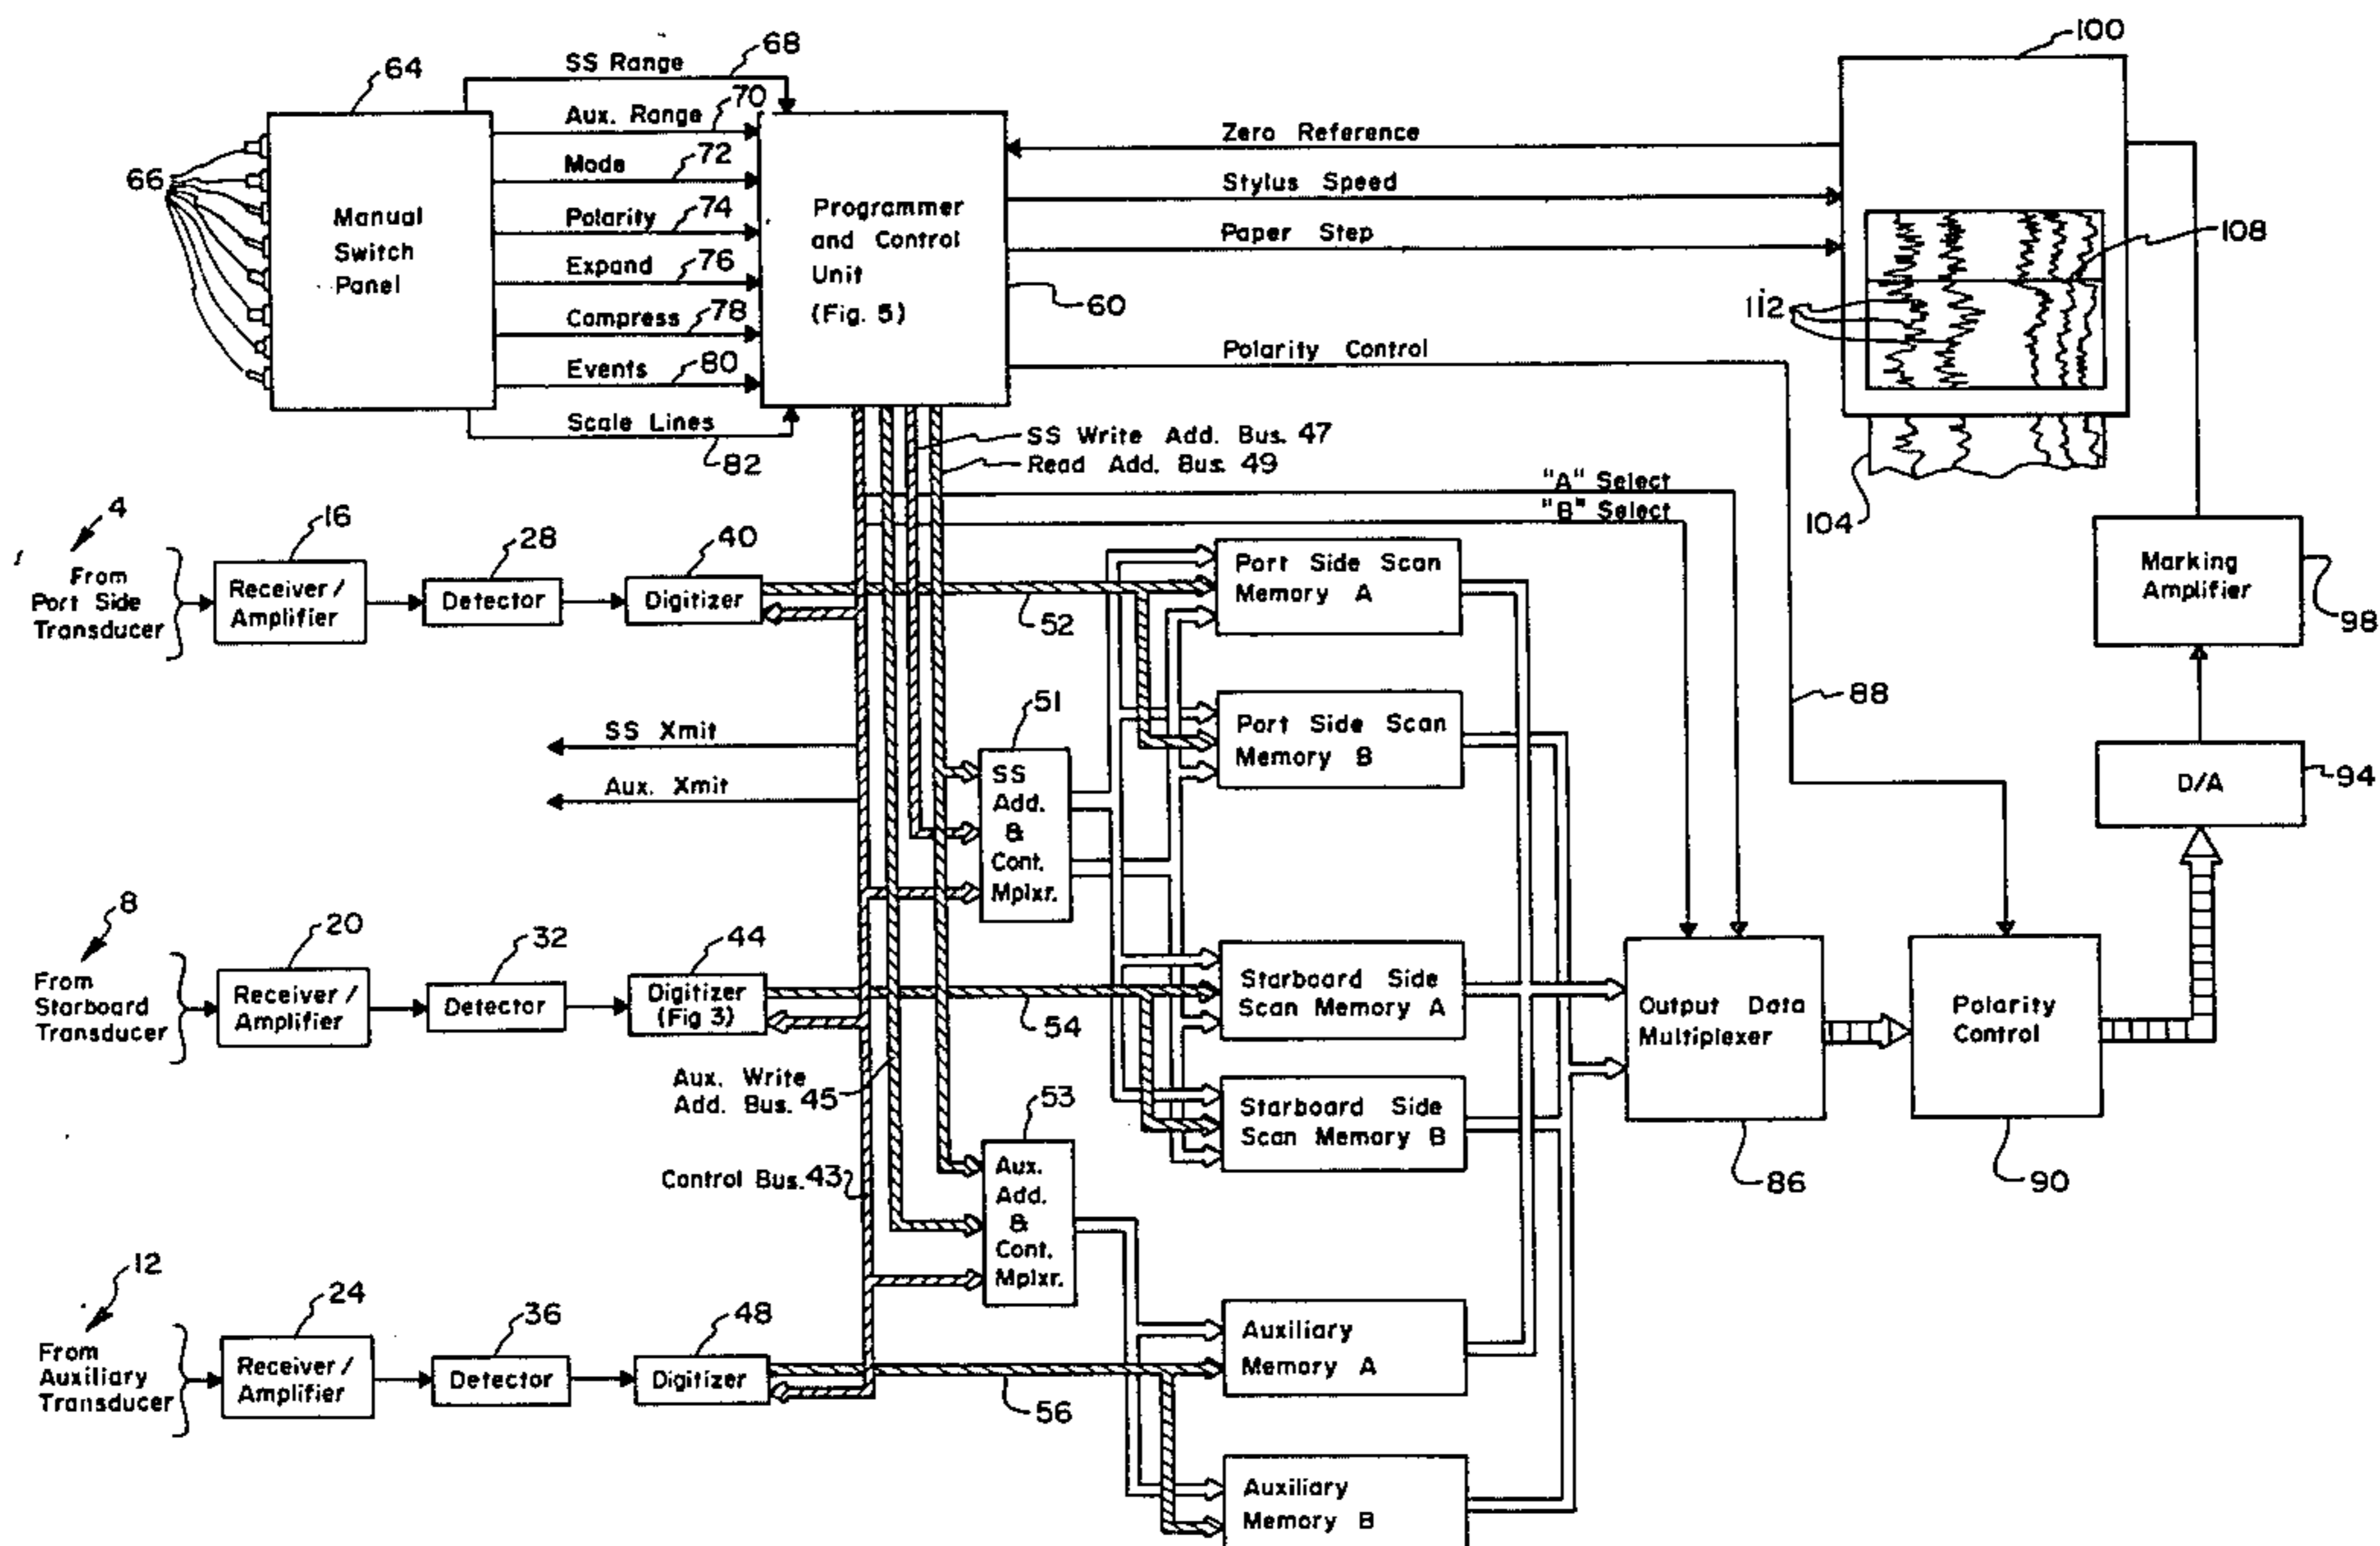 100
68
SS Range
64
70
Aux. Range
Zero Reference
72
Mode
66
Manual
Switch
Panel
74
Polarity
Programmer
and Control
Unit
(Fig. 5)
Stylus Speed
Paper Step
108
76
Expand
60
112
78
Compress
Polarity Control
80
Events
Scale Lines
82
SS Write Add. Bus. 47
Read Add. Bus. 49
"A" Select
"B" Select
104
4
16
28
40
From
Port Side
Transducer
Receiver/
Amplifier
Detector
Digitizer
52
Port Side Scan
Memory A
Marking
Amplifier
98
88
51
SS Xmit
Aux. Xmit
SS
Add.
&
Cont.
Mplxr.
Port Side Scan
Memory B
D/A
94
8
20
32
44
From
Starboard
Transducer
Receiver/
Amplifier
Detector
Digitizer
(Fig 3)
54
Starboard Side
Scan Memory A
Output Data
Multiplexer
Polarity
Control
Aux. Write
Add. Bus. 45
53
Starboard Side
Scan Memory B
86
90
Control Bus. 43
Aux.
Add.
&
Cont.
Mplxr.
12
24
36
48
From
Auxiliary
Transducer
Receiver/
Amplifier
Detector
Digitizer
56
Auxiliary
Memory A
Auxiliary
Memory B